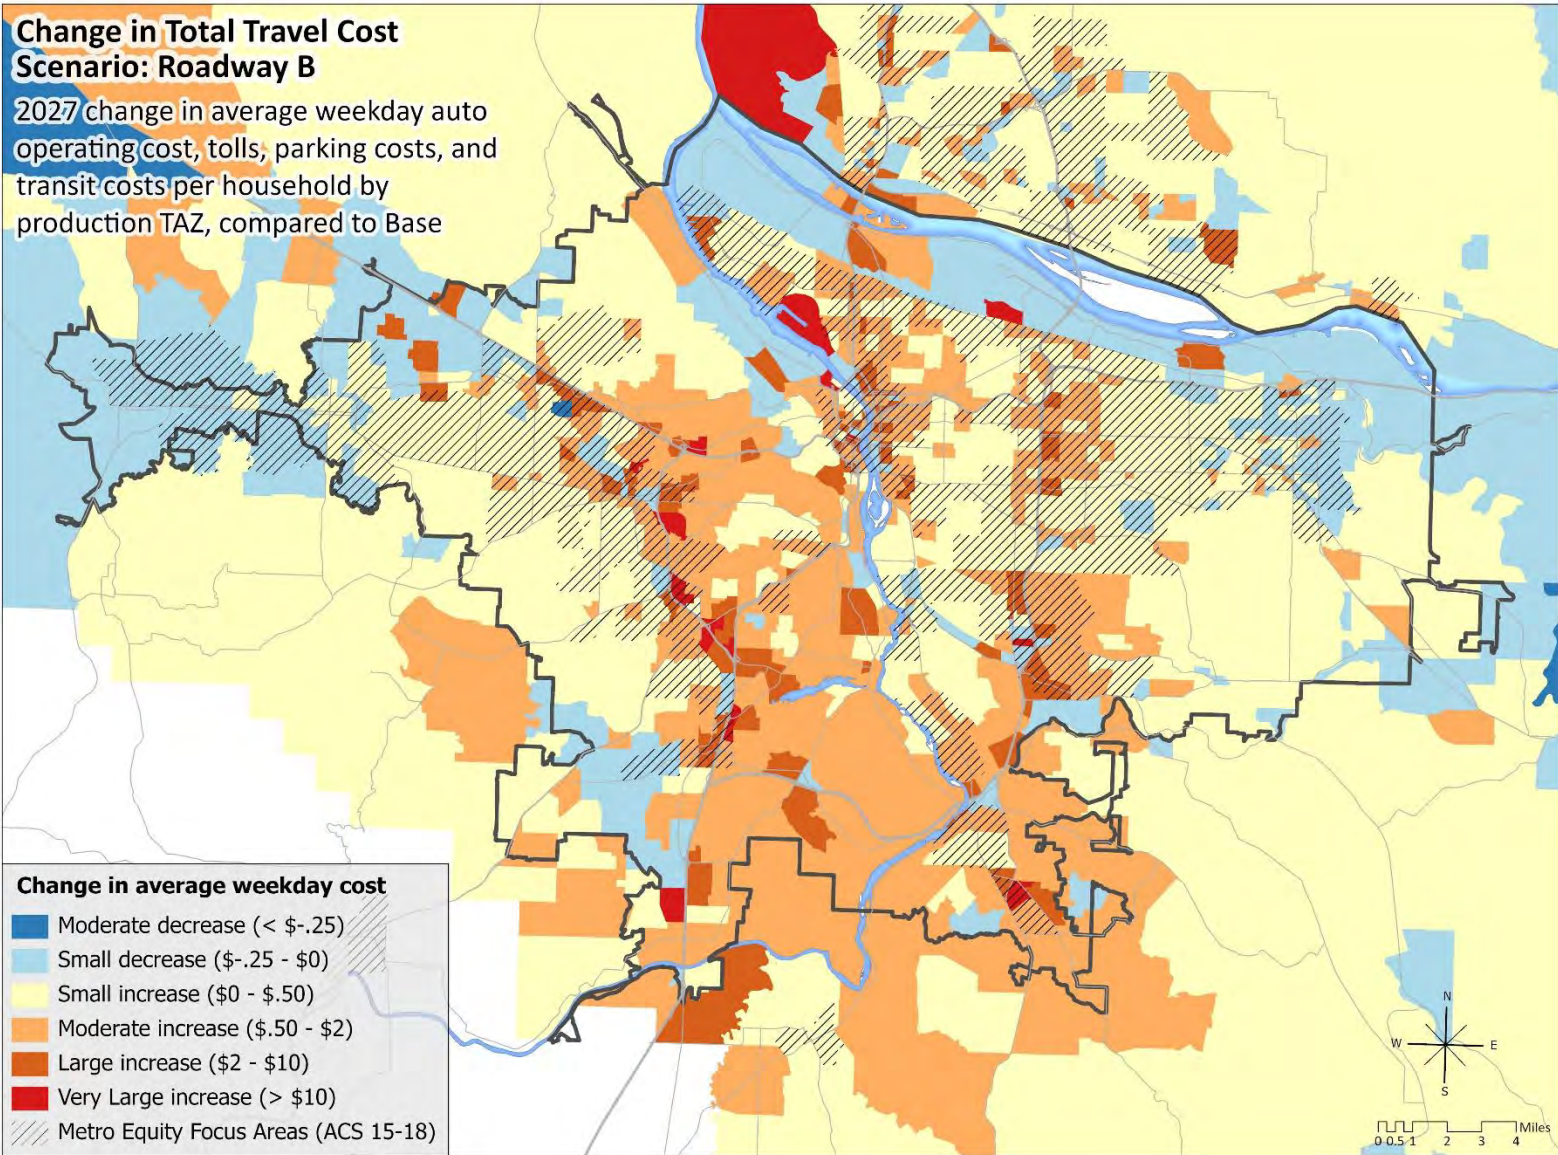 Change in Total Travel Cost
Scenario: Roadway B
2027 change in average weekday auto
operating cost, tolls, parking costs, and
transit costs per household by
production TAZ, compared to Base
Change in average weekday cost
Moderate decrease (< $-.25)
Small decrease ($-.25 - $0)
Small increase ($0 - $.50)
Moderate increase ($.50 - $2)
Large increase ($2 - $10)
Very Large increase (> $10)
Metro Equity Focus Areas (ACS 15-18)
N
W E
S
Miles
0 0.5 1 2 3 4